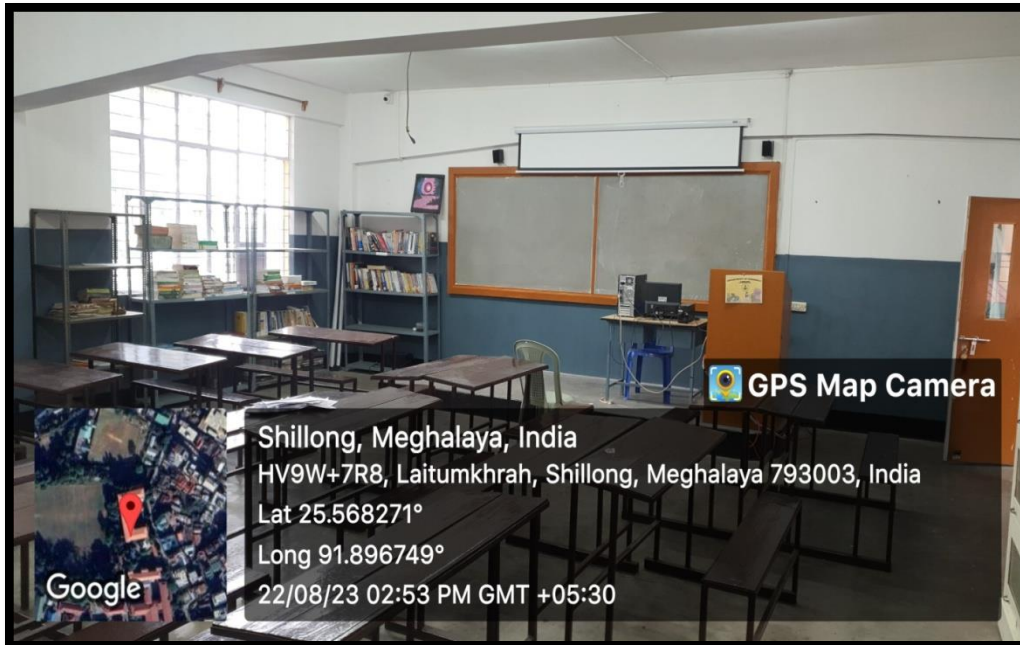 GPS Map Camera
Shillong, Meghalaya, India
HV9W+7R8, Laitumkhrah, Shillong, Meghalaya 793003, India
Lat 25.568271°
Long 91.896749°
22/08/23 02:53 PM GMT +05:30
Google